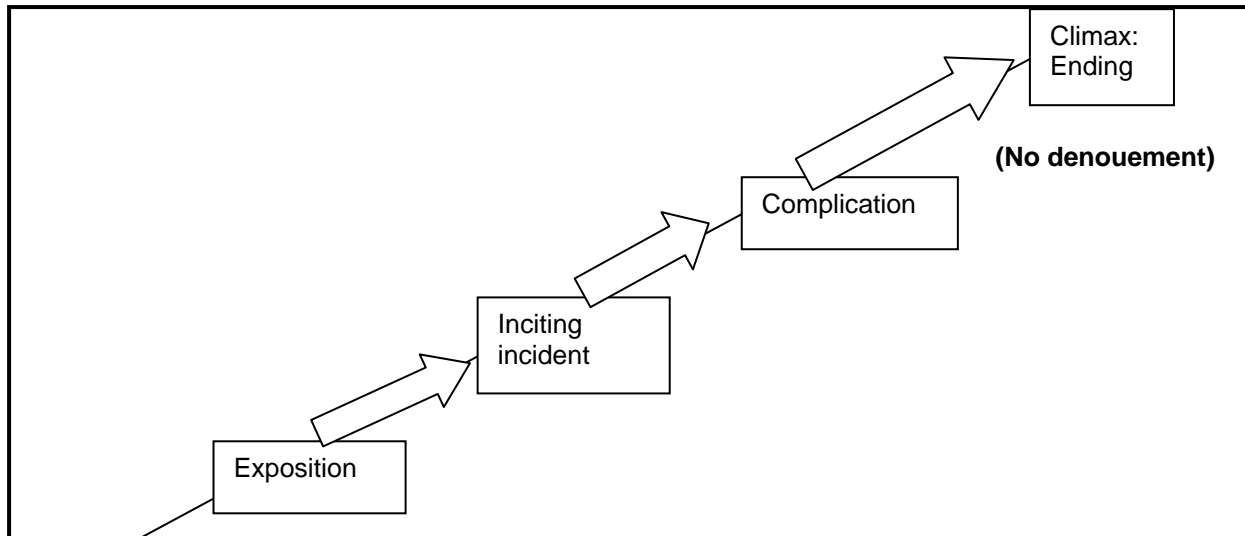 Climax:
Ending
(No denouement)
Complication
Inciting
incident
Exposition